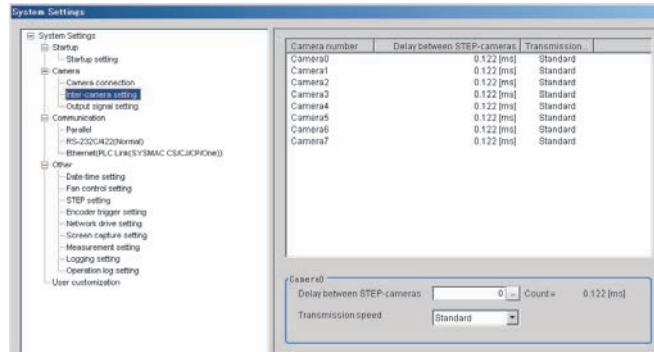 System Settings
System Settings
Startup
Startup setting
Camera
Camera connection
Inter-camera setting
Output signal setting
Communication
Parallel
RS-232C/422(Normal)
Ethernet(PLC Link(SYSMAC CS/CJ/CP/One))
Other
Date-time setting
Fan control setting
STEP setting
Encoder trigger setting
Network drive setting
Screen capture setting
Measurement setting
Logging setting
Operation log setting
User customization
Camera number Delay between STEP-cameras Transmission...
Camera0 0.122 [ms] Standard
Camera1 0.122 [ms] Standard
Camera2 0.122 [ms] Standard
Camera3 0.122 [ms] Standard
Camera4 0.122 [ms] Standard
Camera5 0.122 [ms] Standard
Camera6 0.122 [ms] Standard
Camera7 0.122 [ms] Standard
Camera0
Delay between STEP-cameras 0 ... Count= 0.122 [ms]
Transmission speed Standard